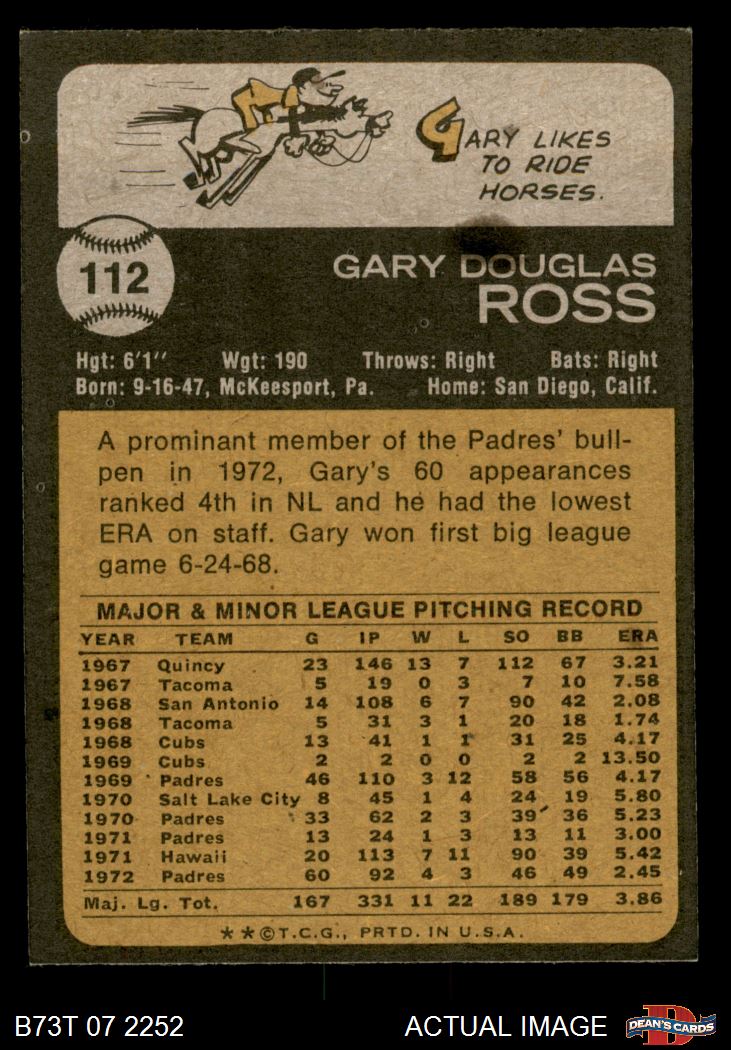 GARY LIKES
TO RIDE
HORSES.
112
GARY DOUGLAS
ROSS
Hgt: 6'1" Wgt: 190 Throws: Right Bats: Right
Born: 9-16-47, McKeesport, Pa. Home: San Diego, Calif.
A prominant member of the Padres' bull-
pen in 1972, Gary's 60 appearances
ranked 4th in NL and he had the lowest
ERA on staff. Gary won first big league
game 6-24-68.
MAJOR & MINOR LEAGUE PITCHING RECORD
YEAR TEAM G IP W L SO BB ERA
1967 Quincy 23 146 13 7 112 67 3.21
1967 Tacoma 5 19 0 3 7 10 7.58
1968 San Antonio 14 108 6 7 90 42 2.08
1968 Tacoma 5 31 3 1 20 18 1.74
1968 Cubs 13 41 1 1 31 25 4.17
1969 Cubs 2 2 0 0 2 2 13.50
1969 Padres 46 110 3 12 58 56 4.17
1970 Salt Lake City 8 45 1 4 24 19 5.80
1970 Padres 33 62 2 3 39 36 5.23
1971 Padres 13 24 1 3 13 11 3.00
1971 Hawaii 20 113 7 11 90 39 5.42
1972 Padres 60 92 4 3 46 49 2.45
Maj. Lg. Tot. 167 331 11 22 189 179 3.86
★★©T.C.G., PRTD. IN U.S.A.
B73T 07 2252 ACTUAL IMAGE D DEAN'S CARDS